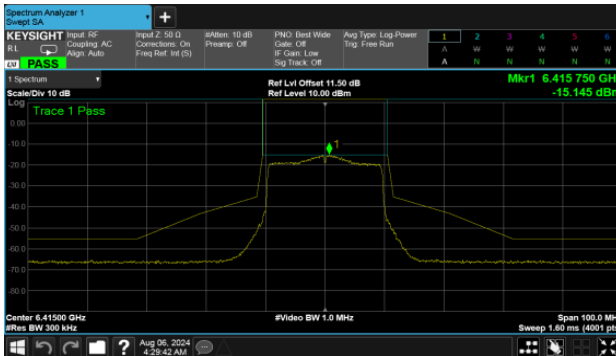 Spectrum Analyzer 1
Swept SA
+
KEYSIGHT
RL
Input: RF
Coupling: AC
Align: Auto
Input Z: 50 Ω
Corrections: On
Freq Ref: Int (S)
#Atten: 10 dB
Preamp: Off
PNO: Best Wide
Gate: Off
IF Gain: Low
Sig Track: Off
Avg Type: Log-Power
Trig: Free Run
1 2 3 4 5 6
A W W W W W
A N N N N N
LXI PASS
1 Spectrum
Scale/Div 10 dB
Ref Lvl Offset 11.50 dB
Ref Level 10.00 dBm
Mkr1 6.415 750 GH
-15.145 dBr
Log
Trace 1 Pass
0.00
-10.0
-20.0
-30.0
-40.0
-50.0
-60.0
-70.0
-80.0
1
Center 6.41500 GHz
#Res BW 300 kHz
#Video BW 1.0 MHz
Span 100.0 MH
Sweep 1.60 ms (4001 pts
?
Aug 06, 2024
4:29:42 AM